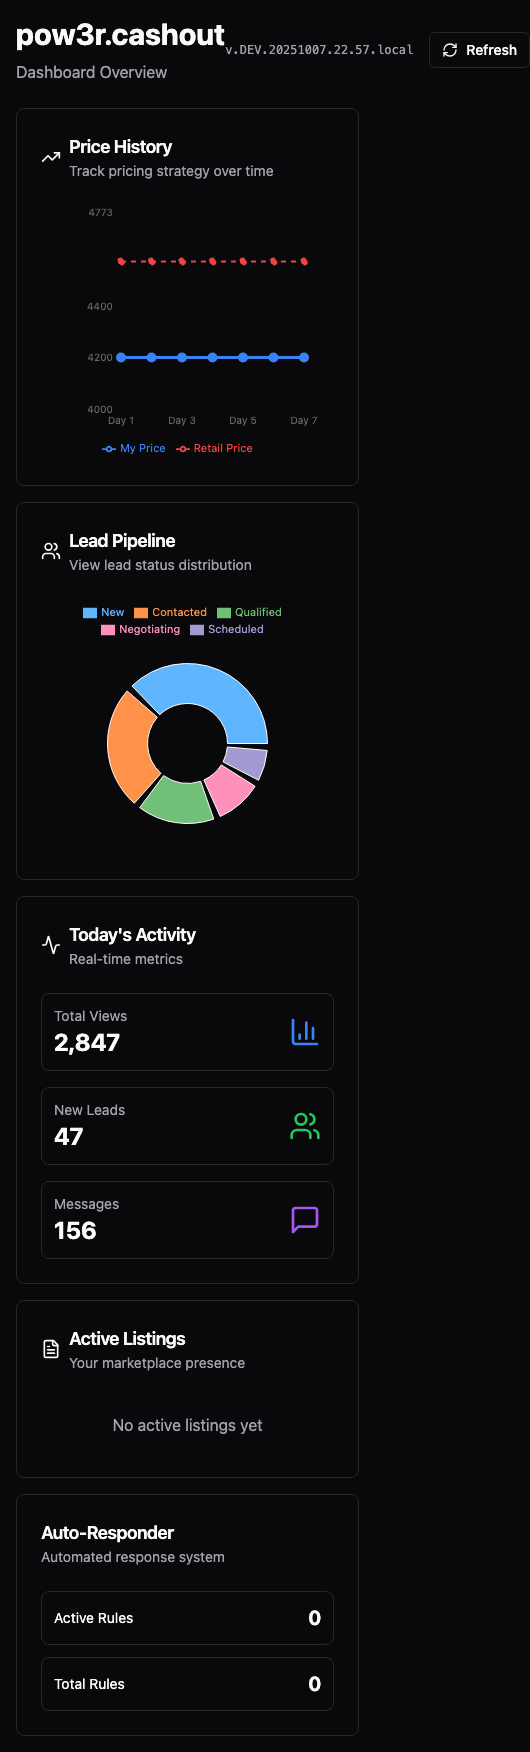 pow3r.cashout
v.DEV.20251007.22.57.local
Refresh
Dashboard Overview
Price History
Track pricing strategy over time
4773
4400
4200
4000
Day 1 Day 3 Day 5 Day 7
My Price Retail Price
Lead Pipeline
View lead status distribution
New Contacted Qualified
Negotiating Scheduled
Today's Activity
Real-time metrics
Total Views
2,847
New Leads
47
Messages
156
Active Listings
Your marketplace presence
No active listings yet
Auto-Responder
Automated response system
Active Rules 0
Total Rules 0